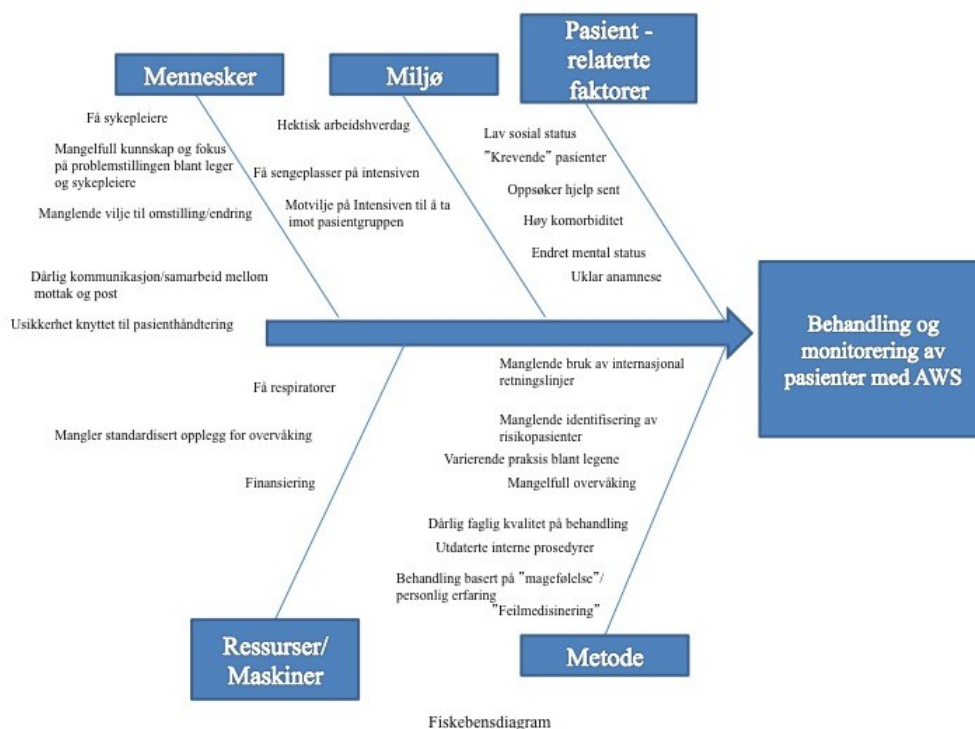 Mennesker
Få sykepleiere
Mangelfull kunnskap og fokus
på problemstillingen blant leger
og sykepleiere
Manglende vilje til omstilling/endring
Dårlig kommunikasjon/samarbeid mellom
mottak og post
Usikkerhet knyttet til pasienthåndtering
Miljø
Hektisk arbeidshverdag
Få sengeplasser på intensiven
Motvilje på Intensiven til å ta
imot pasientgruppen
Pasient -
relaterte
faktorer
Lav sosial status
"Krevende" pasienter
Oppsøker hjelp sent
Høy komorbiditet
Endret mental status
Uklar anamnese
Behandling og
monitorering av
pasienter med AWS
Få respiratorer
Mangler standardisert opplegg for overvåking
Finansiering
Ressurser/
Maskiner
Manglende bruk av internasjonal
retningslinjer
Manglende identifisering av
risikopasienter
Varierende praksis blant legene
Mangelfull overvåking
Dårlig faglig kvalitet på behandling
Utdaterte interne prosedyrer
Behandling basert på "magefølelse"/
personlig erfaring
"Feilmedisinering"
Metode
Fiskebensdiagram